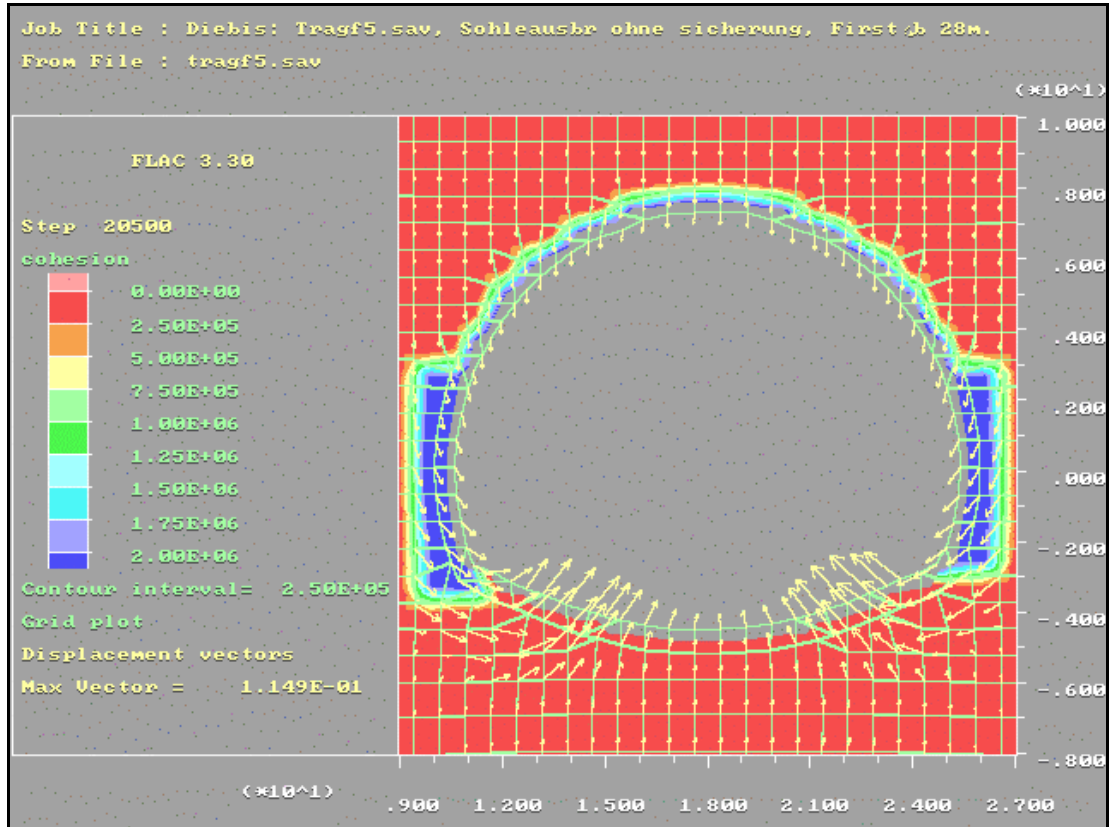 Job Title : Diebis: Tragf5.sav, Sohleausbr ohne sicherung, 28m.
From File : tragf5.sav
(*10^1)
FLAC 3.30
Step 20500
cohesion
0.00E+00
2.50E+05
5.00E+05
7.50E+05
1.00E+06
1.25E+06
1.50E+06
1.75E+06
2.00E+06
Contour interval= 2.50E+05
Grid plot
Displacement vectors
Max Vector = 1.149E-01
1.000
.800
.600
.400
.200
.000
-.200
-.400
-.600
-.800
(*10^1)
.900 1.200 1.500 1.800 2.100 2.400 2.700